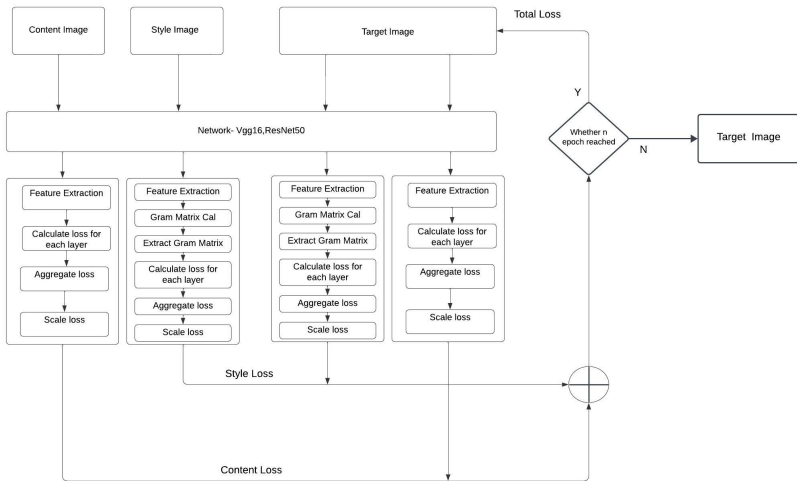 Total Loss
Content Image
Style Image
Target Image
Y
Whether n
epoch reached
N
Target Image
Network- Vgg16,ResNet50
Feature Extraction
Calculate loss for
each layer
Aggregate loss
Scale loss
Feature Extraction
Gram Matrix Cal
Extract Gram Matrix
Calculate loss for
each layer
Aggregate loss
Scale loss
Feature Extraction
Gram Matrix Cal
Extract Gram Matrix
Calculate loss for
each layer
Aggregate loss
Scale loss
Feature Extraction
Calculate loss for
each layer
Aggregate loss
Scale loss
Style Loss
Content Loss